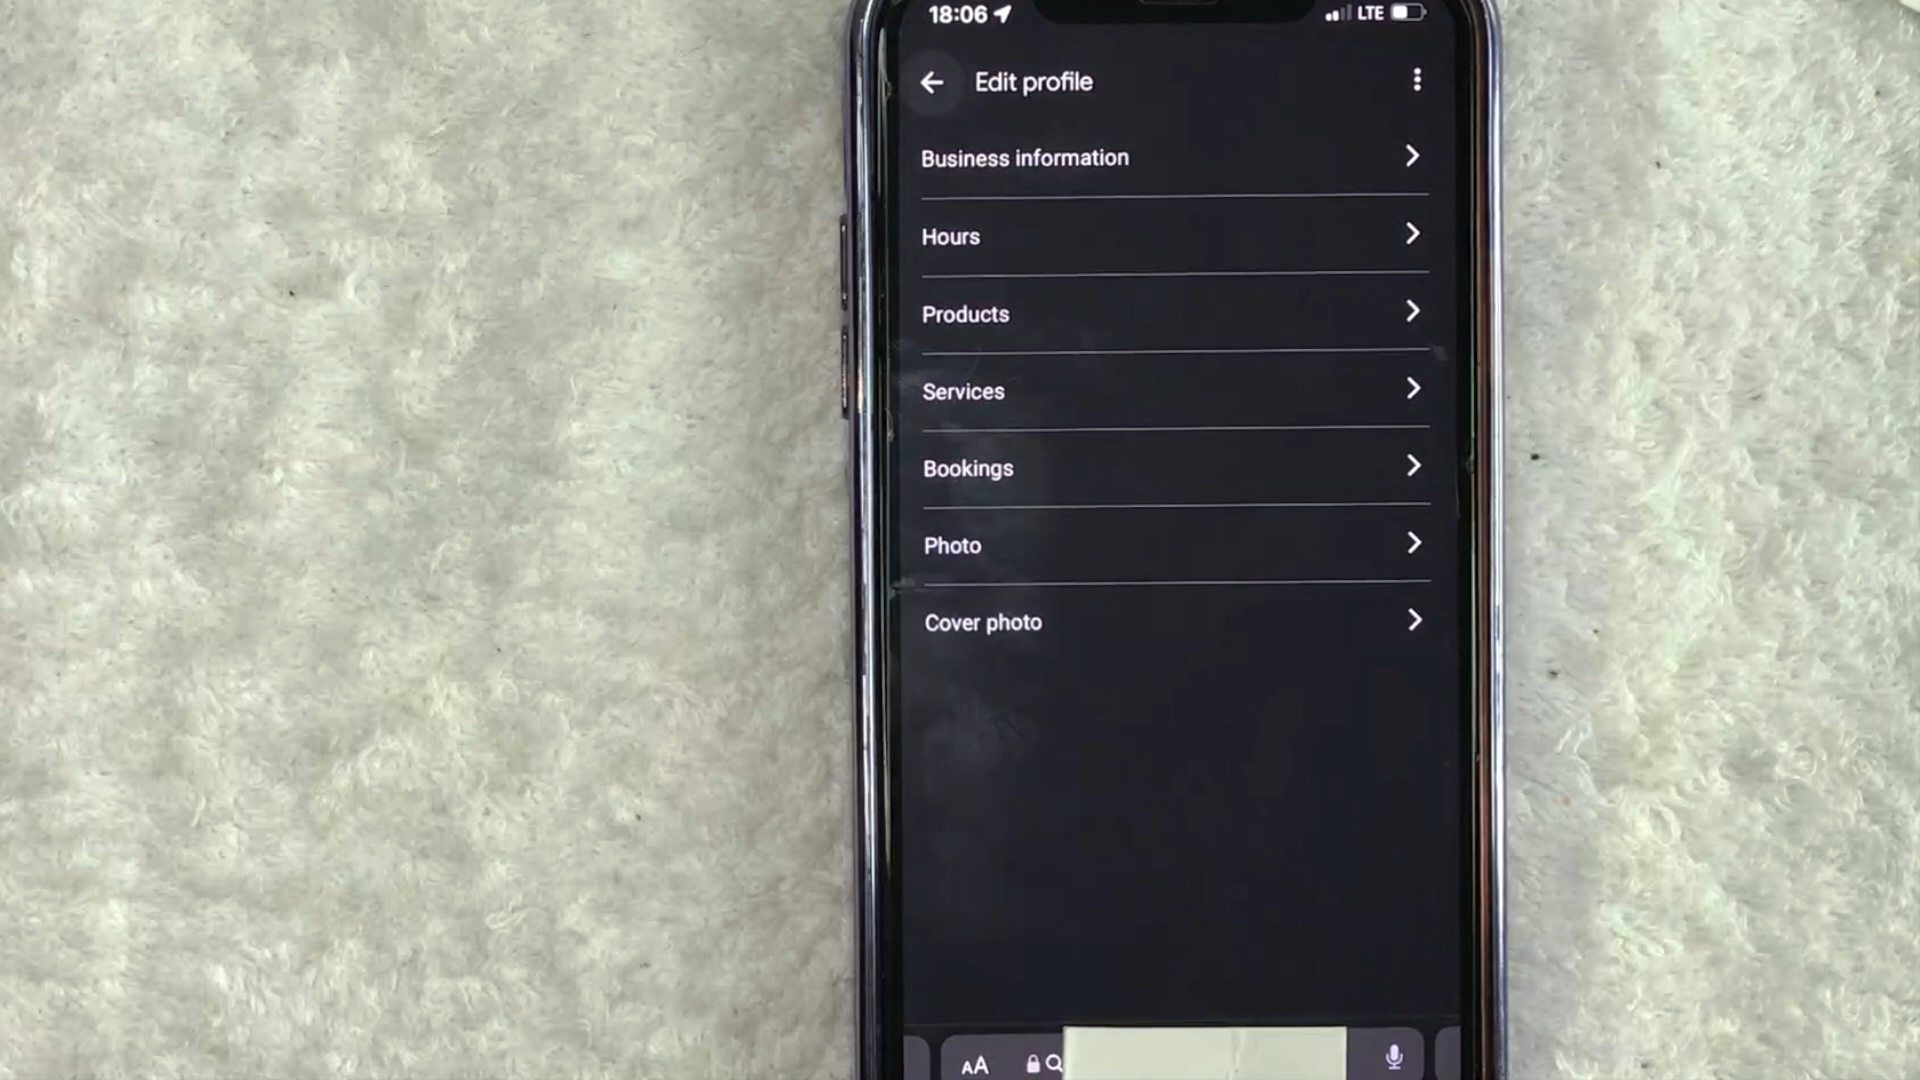 18:06 LTE
Edit profile
Business information
Hours
Products
Services
Bookings
Photo
Cover photo
AA